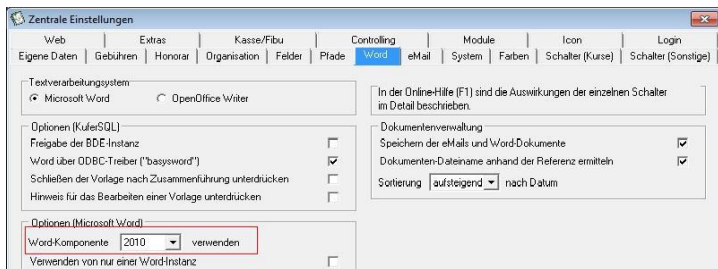 Zentrale Einstellungen
Web Extras Kasse/Fibu Controlling Module Icon Login
Eigene Daten Gebühren Honorar Organisation Felder Pfade Word eMail System Farben Schalter (Kurse) Schalter (Sonstige)
Textverarbeitungsystem
Microsoft Word OpenOffice Writer
In der Online-Hilfe (F1) sind die Auswirkungen der einzelnen Schalter
im Detail beschrieben.
Optionen (KuferSQL)
Freigabe der BDE-Instanz
Word über ODBC-Treiber ("basysword")
Schließen der Vorlage nach Zusammenführung unterdrücken
Hinweis für das Bearbeiten einer Vorlage unterdrücken
Dokumentenverwaltung
Speichern der eMails und Word-Dokumente
Dokumenten-Dateiname anhand der Referenz ermitteln
Sortierung aufsteigend nach Datum
Optionen (Microsoft Word)
Word-Komponente 2010 verwenden
Verwenden von nur einer Word-Instanz